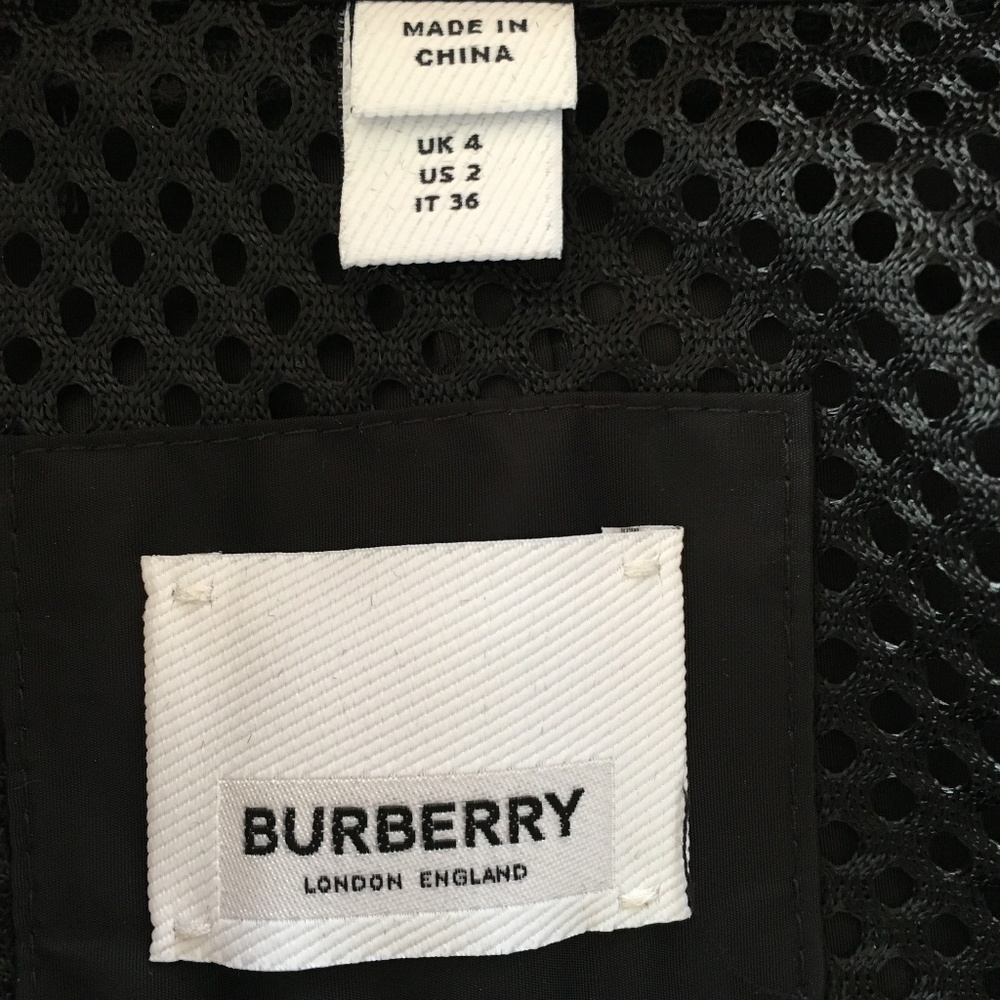 MADE IN
CHINA
UK 4
US 2
IT 36
BURBERRY
LONDON ENGLAND